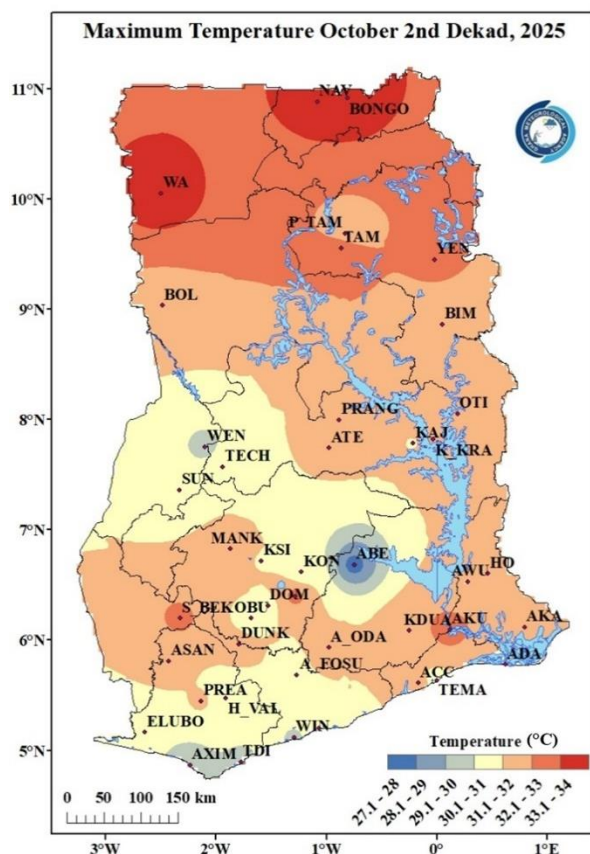 Maximum Temperature October 2nd Dekad, 2025
11°N
NAV
BONGO
WA
10°N
P_TAM
TAM
YEN
9°N
BOL
BIM
OTI
8°N
PRANG
WEN
ATE
KAJ
K_KRA
TECH
SUN
7°N
MANK
KSI
KON
ABE
HO
AWU
DOM
S_BEKOBU
6°N
KDUA
AKU
AKA
DUNK
A_ODA
ASAN
A_FOSU
ADA
ACC
TEMA
PREA
H_VAL
ELUBO
WIN
5°N
AXIM
TDI
Temperature (°C)
27.1 - 28
28.1 - 29
29.1 - 30
30.1 - 31
31.1 - 32
32.1 - 33
33.1 - 34
0 50 100 150 km
3°W 2°W 1°W 0° 1°E